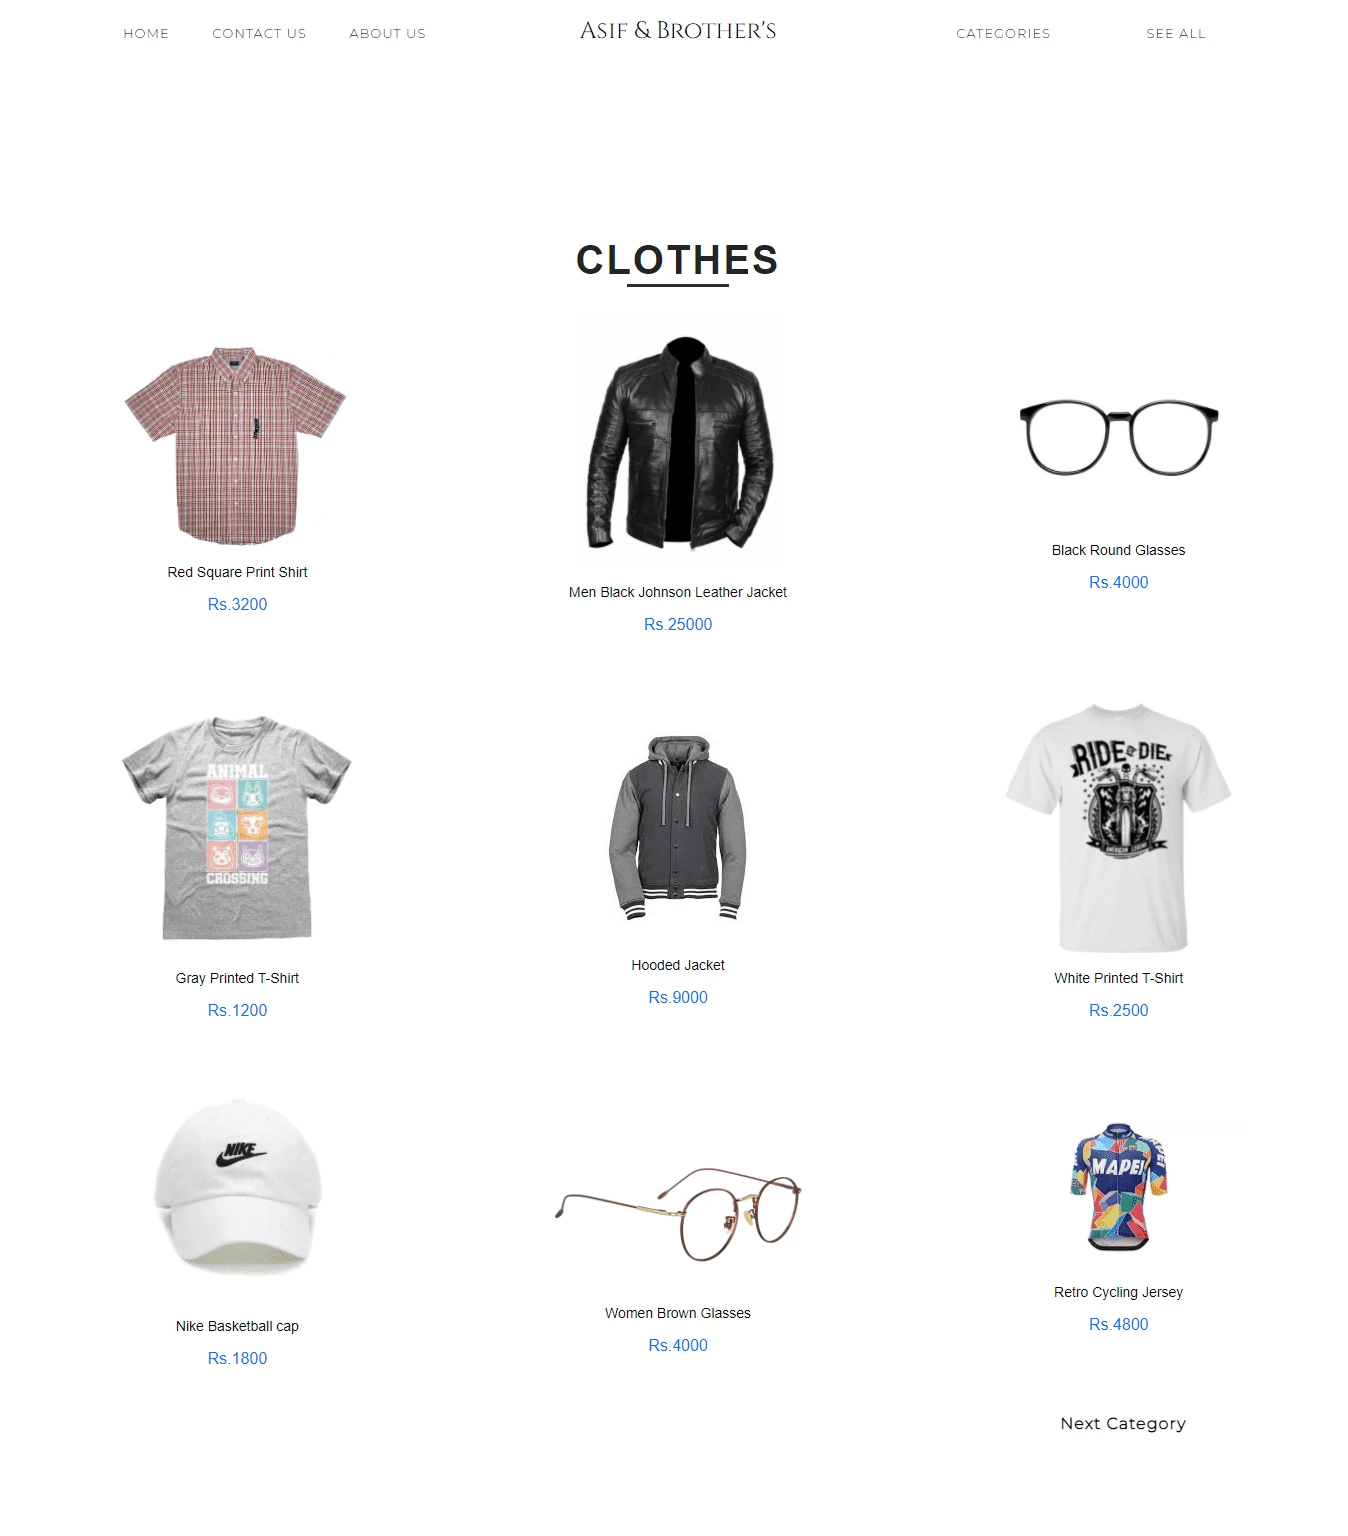 HOME
CONTACT US
ABOUT US
ASIF & BROTHER'S
CATEGORIES
SEE ALL
CLOTHES
Red Square Print Shirt
Rs.3200
Men Black Johnson Leather Jacket
Rs.25000
Black Round Glasses
Rs.4000
ANIMAL
CROSSING
Gray Printed T-Shirt
Rs.1200
Hooded Jacket
Rs.9000
RIDE OR DIE
AMERICAN LEGEND
White Printed T-Shirt
Rs.2500
NIKE
Nike Basketball cap
Rs.1800
Women Brown Glasses
Rs.4000
MAPEI
Retro Cycling Jersey
Rs.4800
Next Category